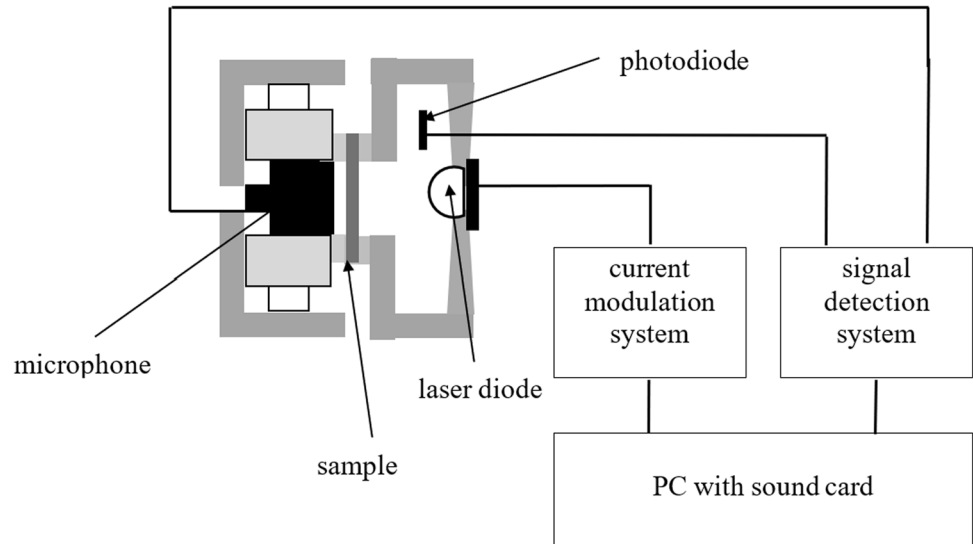 photodiode
current
modulation
system
signal
detection
system
microphone
laser diode
sample
PC with sound card